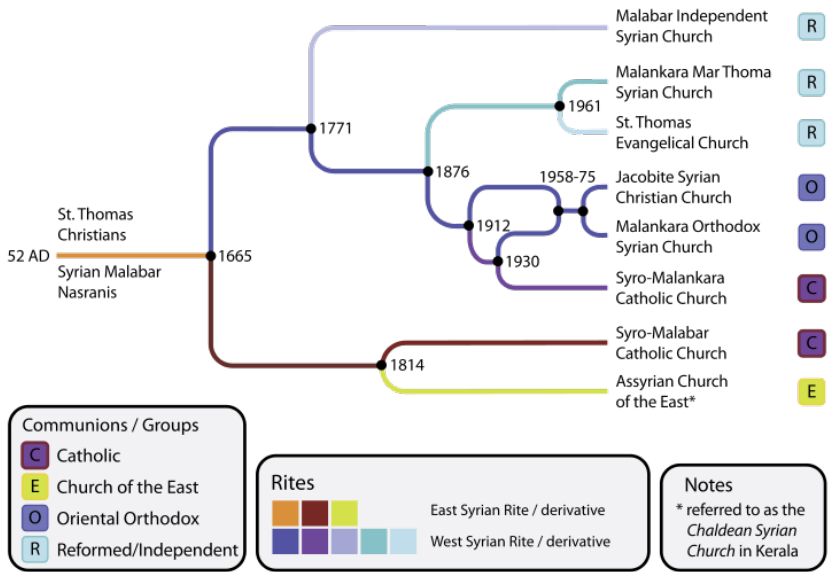 Malabar Independent
Syrian Church
R
Malankara Mar Thoma
Syrian Church
R
1961
St. Thomas
Evangelical Church
R
1771
1876
1958-75
Jacobite Syrian
Christian Church
O
1912
Malankara Orthodox
Syrian Church
O
St. Thomas
Christians
52 AD
1665
Syrian Malabar
Nasranis
1930
Syro-Malankara
Catholic Church
C
Syro-Malabar
Catholic Church
C
1814
Assyrian Church
of the East*
E
Communions / Groups
C Catholic
E Church of the East
O Oriental Orthodox
R Reformed/Independent
Rites
East Syrian Rite / derivative
West Syrian Rite / derivative
Notes
* referred to as the
Chaldean Syrian
Church in Kerala